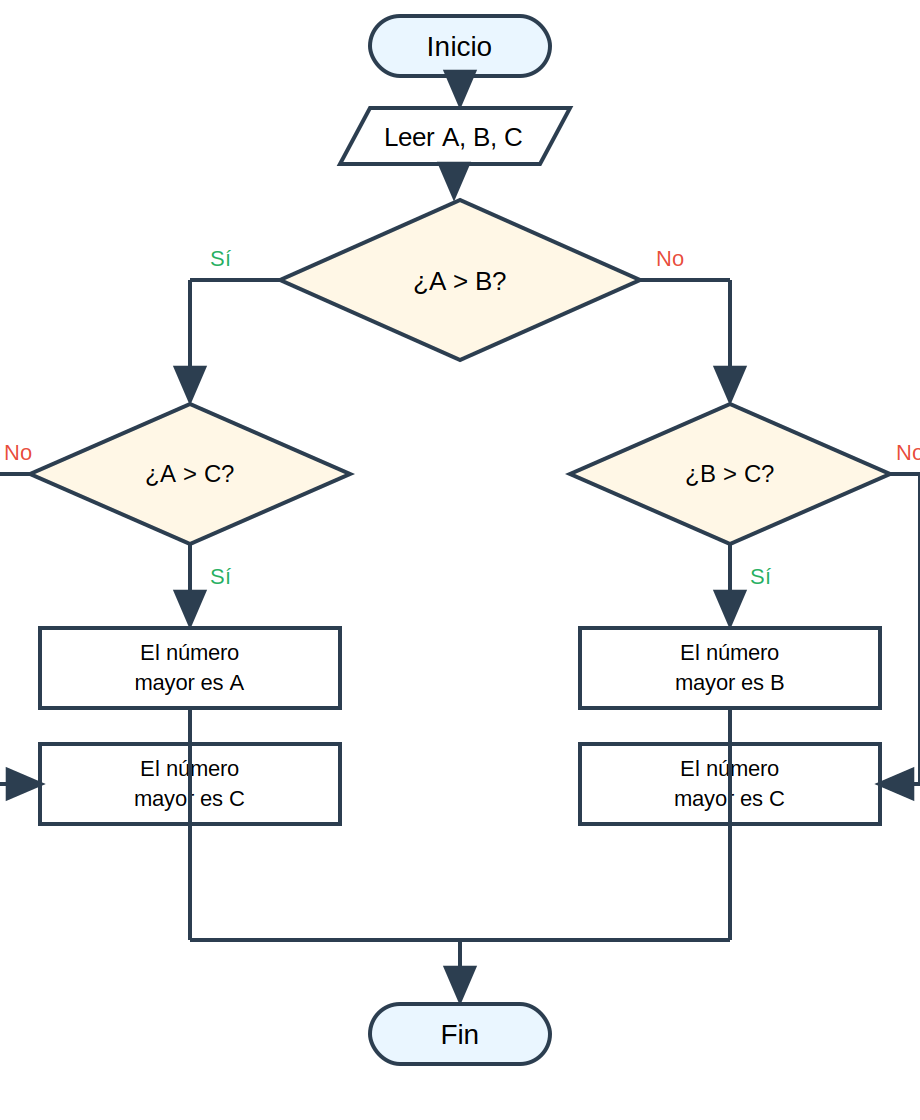 Inicio
Leer A, B, C
¿A > B?
Sí
No
¿A > C?
No
Sí
¿B > C?
No
Sí
El número
mayor es A
El número
mayor es B
El número
mayor es C
El número
mayor es C
Fin